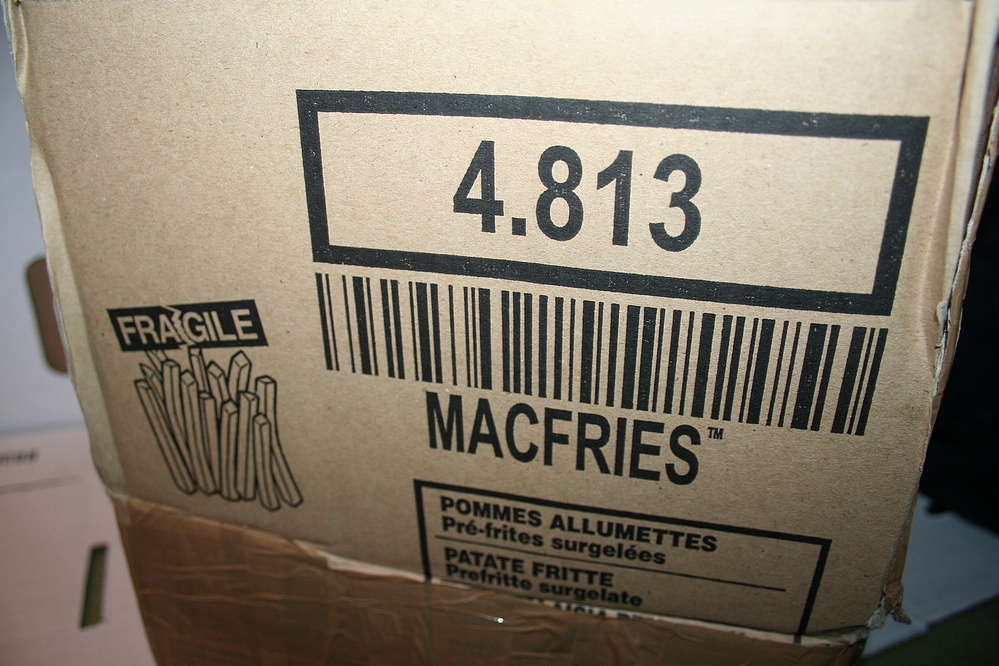 4.813
FRAGILE
MACFRIES™
POMMES ALLUMETTES
Pré-frites surgelées
PATATE FRITTE
Prefritte surgelate